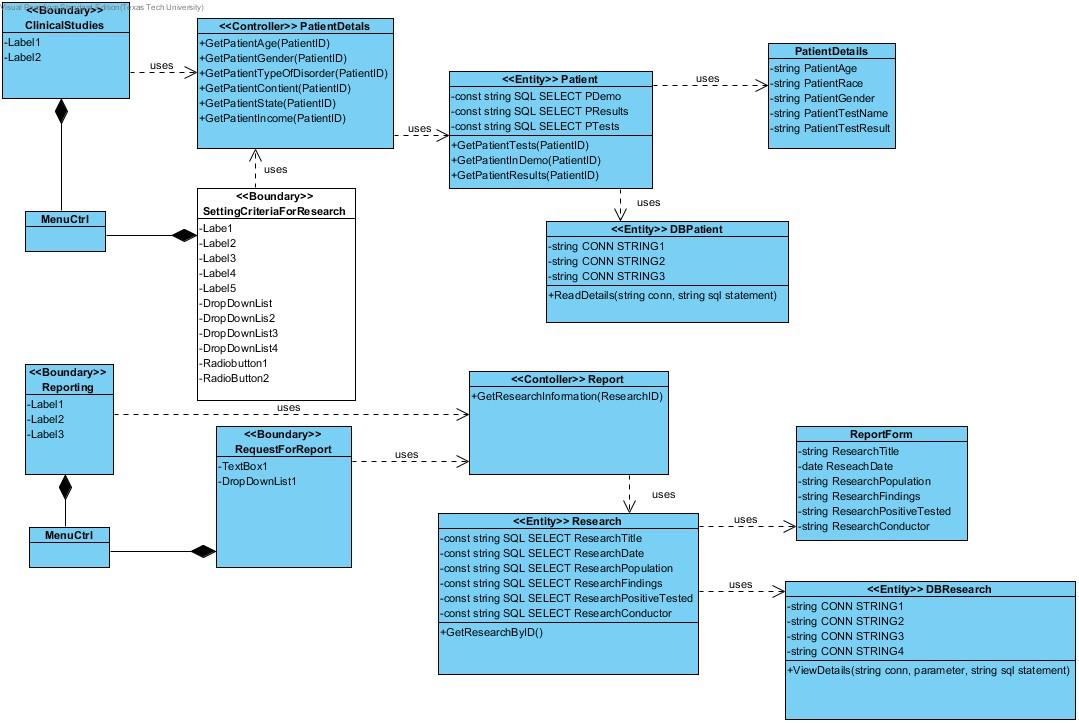 <<Boundary>>
ClinicalStudies
-Label1
-Label2
uses
<<Controller>> PatientDetals
+GetPatientAge(PatientID)
+GetPatientGender(PatientID)
+GetPatientTypeOfDisorder(PatientID)
+GetPatientContient(PatientID)
+GetPatientState(PatientID)
+GetPatientIncome(PatientID)
uses
<<Entity>> Patient
-const string SQL SELECT PDemo
-const string SQL SELECT PResults
-const string SQL SELECT PTests
+GetPatientTests(PatientID)
+GetPatientInDemo(PatientID)
+GetPatientResults(PatientID)
uses
PatientDetails
-string PatientAge
-string PatientRace
-string PatientGender
-string PatientTestName
-string PatientTestResult
uses
uses
MenuCtrl
<<Boundary>>
SettingCriteriaForResearch
-Labe1
-Label2
-Label3
-Label4
-Label5
-DropDownList
-DropDownLis2
-DropDownList3
-DropDownList4
-Radiobutton1
-RadioButton2
<<Entity>> DBPatient
-string CONN STRING1
-string CONN STRING2
-string CONN STRING3
+ReadDetails(string conn, string sql statement)
<<Boundary>>
Reporting
-Label1
-Label2
-Label3
uses
<<Contoller>> Report
+GetResearchInformation(ResearchID)
<<Boundary>>
RequestForReport
-TextBox1
-DropDownList1
uses
MenuCtrl
uses
<<Entity>> Research
-const string SQL SELECT ResearchTitle
-const string SQL SELECT ResearchDate
-const string SQL SELECT ResearchPopulation
-const string SQL SELECT ResearchFindings
-const string SQL SELECT ResearchPositiveTested
-const string SQL SELECT ResearchConductor
+GetResearchByID()
uses
ReportForm
-string ResearchTitle
-date ReseachDate
-string ResearchPopulation
-string ResearchFindings
-string ResearchPositiveTested
-string ResearchConductor
uses
<<Entity>> DBResearch
-string CONN STRING1
-string CONN STRING2
-string CONN STRING3
-string CONN STRING4
+ViewDetails(string conn, parameter, string sql statement)